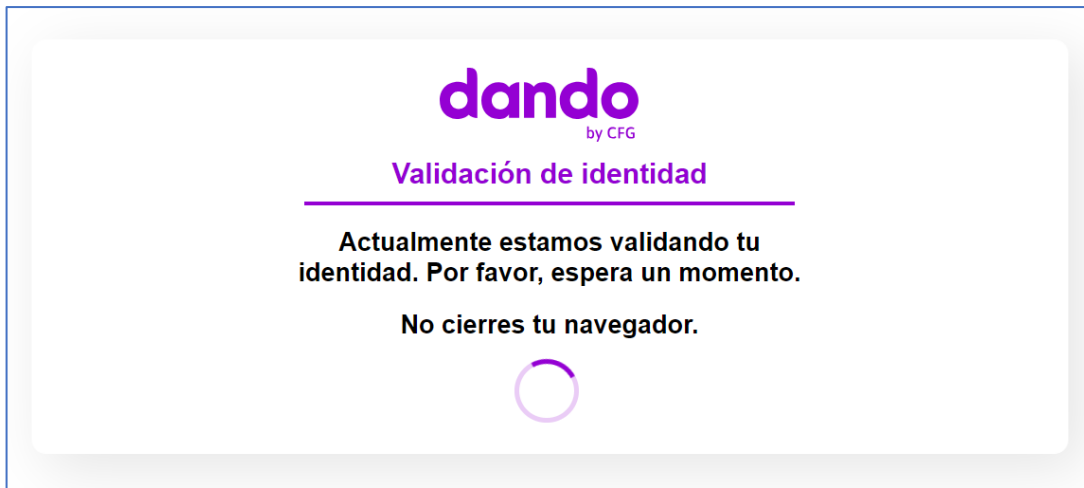 dando
by CFG
Validación de identidad
Actualmente estamos validando tu
identidad. Por favor, espera un momento.
No cierres tu navegador.